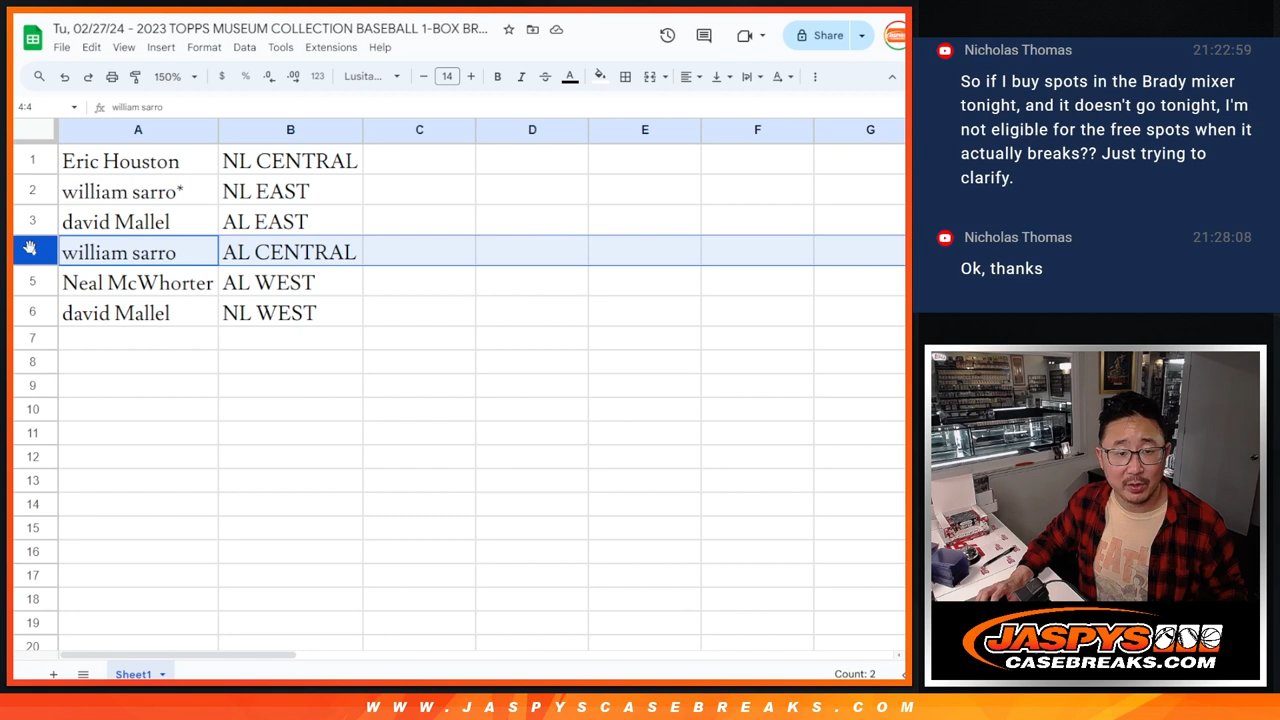 Tu, 02/27/24 - 2023 TOPPS MUSEUM COLLECTION BASEBALL 1-BOX BR...
File Edit View Insert Format Data Tools Extensions Help
Share
150% $ % .0 .00 123 Lusita... 14 B I A
4:4 fx william sarro
A B C D E F G
1 Eric Houston NL CENTRAL
2 william sarro* NL EAST
3 david Mallel AL EAST
william sarro AL CENTRAL
5 Neal McWhorter AL WEST
6 david Mallel NL WEST
7
8
9
10
11
12
13
14
15
16
17
18
19
20
Sheet1
Count: 2
Nicholas Thomas 21:22:59
So if I buy spots in the Brady mixer
tonight, and it doesn't go tonight, I'm
not eligible for the free spots when it
actually breaks?? Just trying to
clarify.
Nicholas Thomas 21:28:08
Ok, thanks
JASPYS
CASEBREAKS.COM
WWW.JASPYSCASEBREAKS.COM